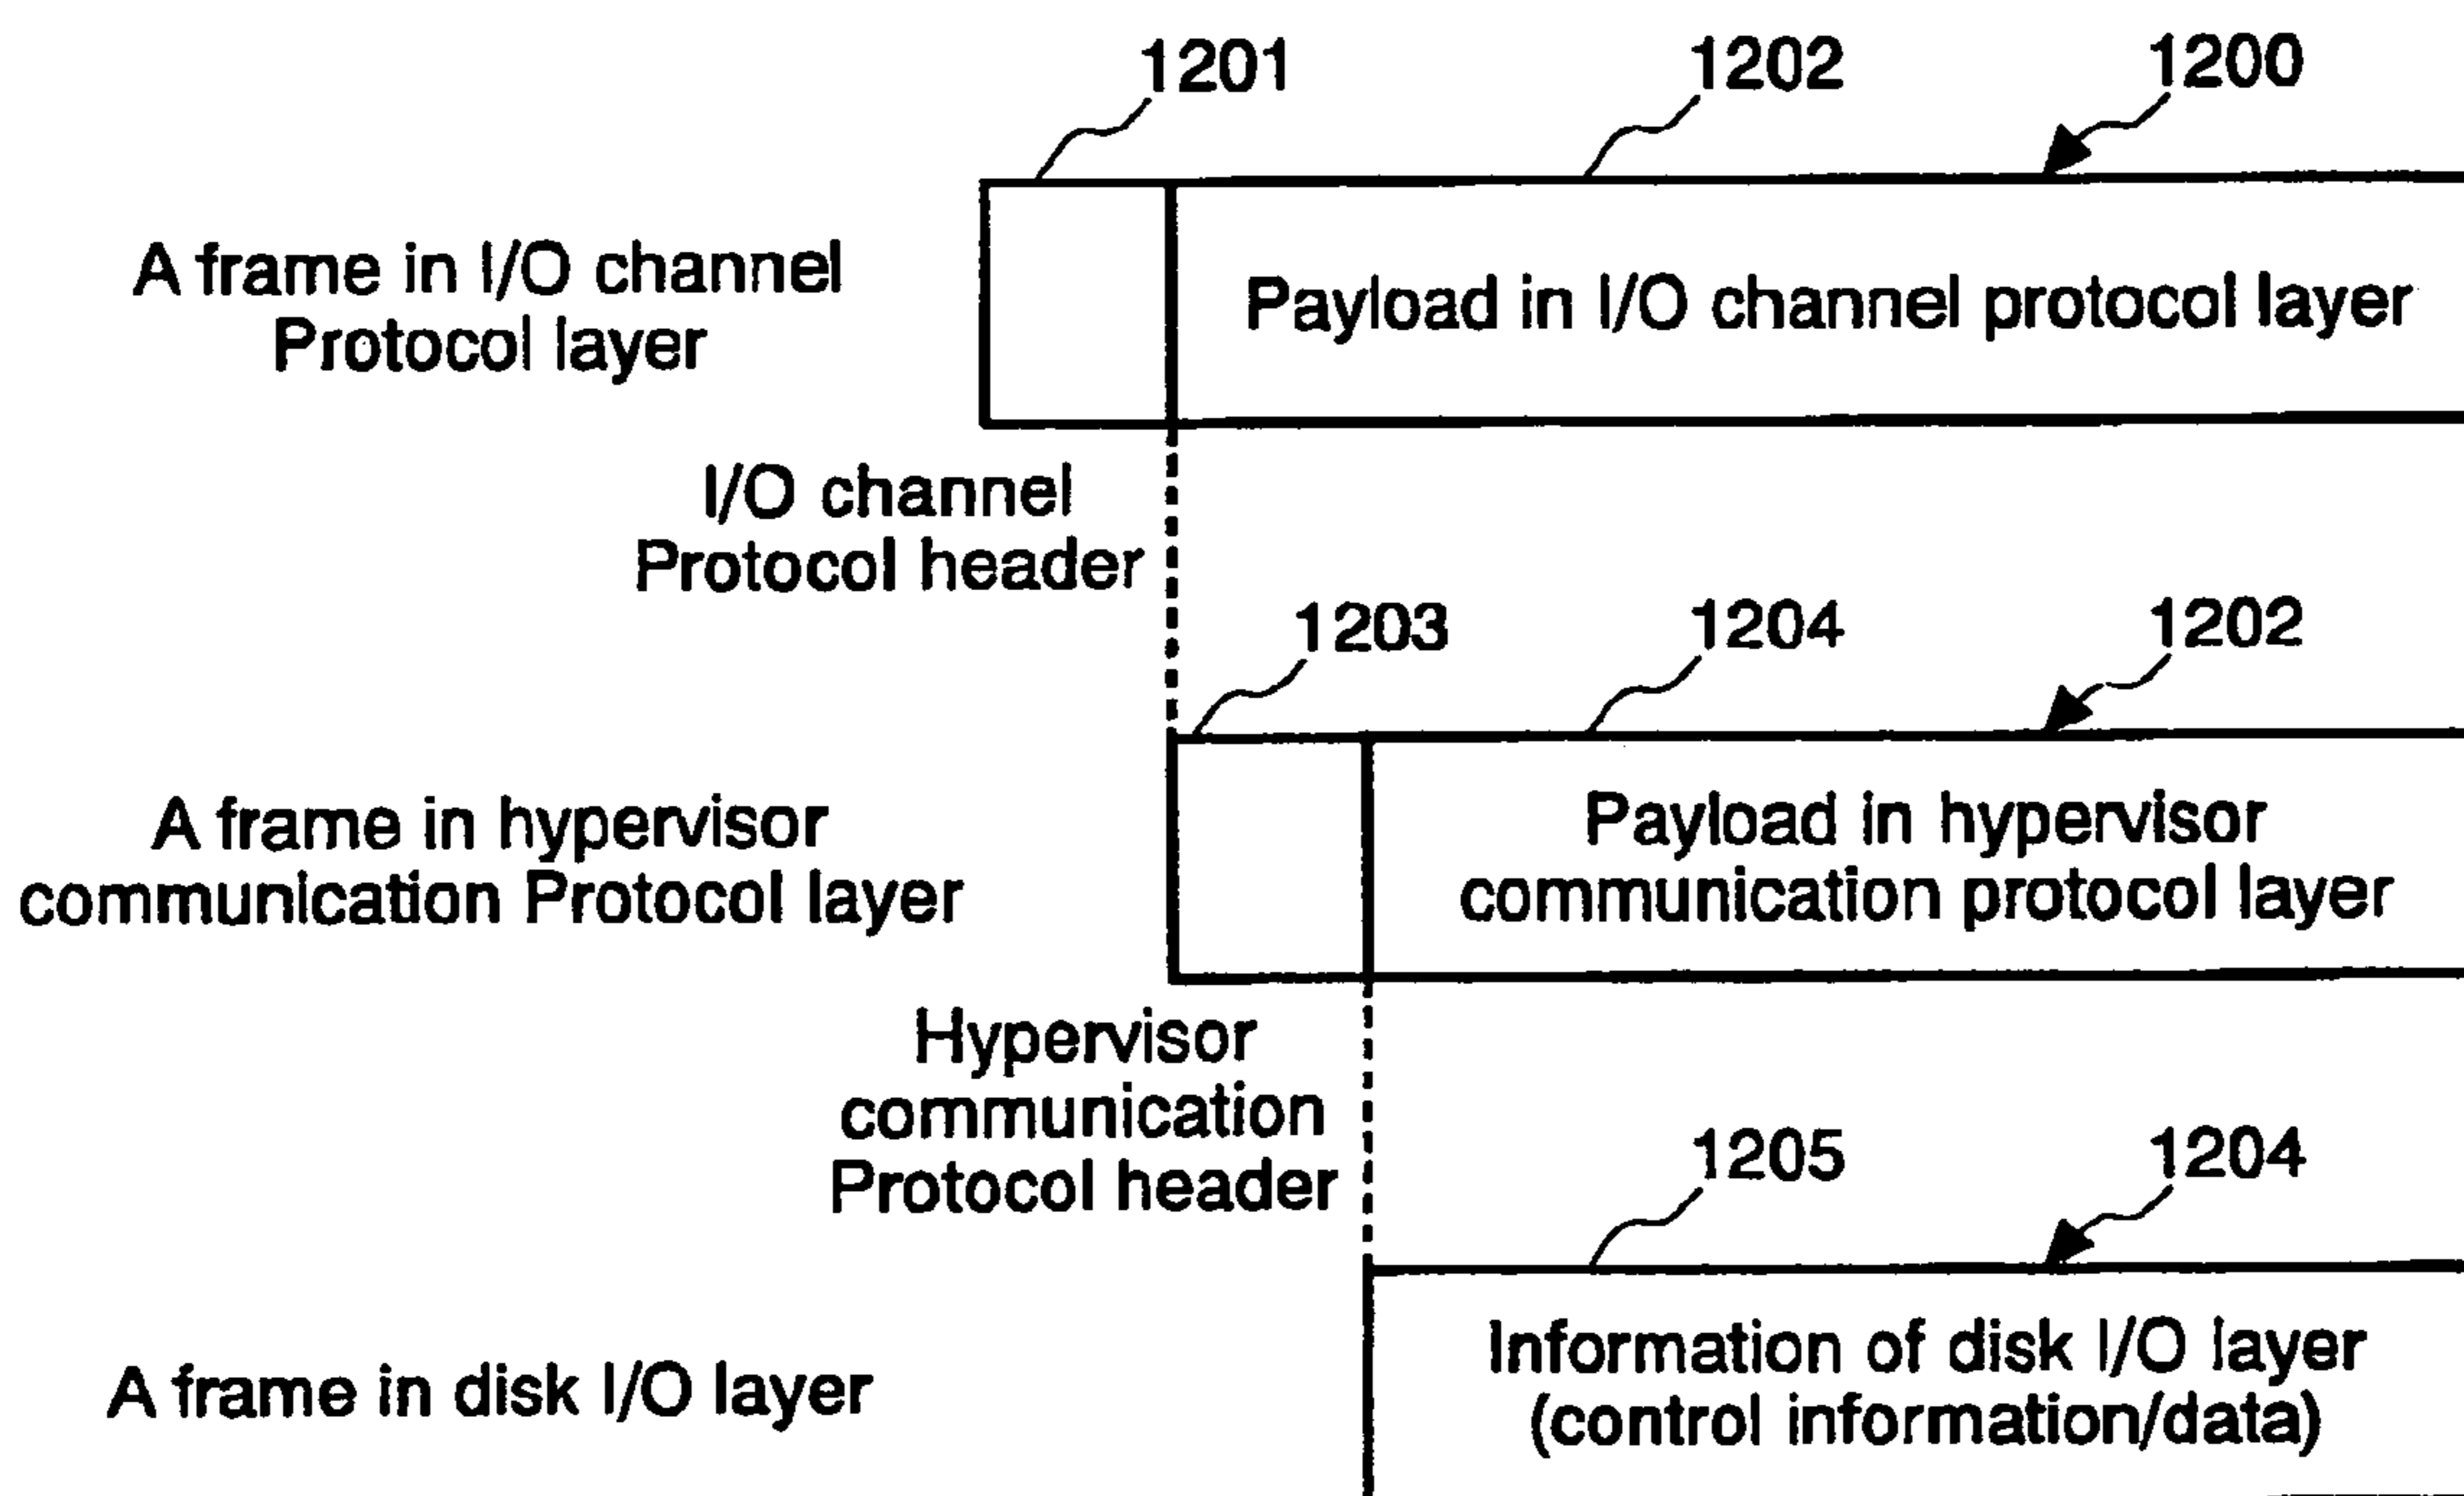 1201
1202
1200
A frame in I/O channel
Protocol layer
Payload in I/O channel protocol layer
I/O channel
Protocol header
1203
1204
1202
A frame in hypervisor
communication Protocol layer
Payload in hypervisor
communication protocol layer
Hypervisor
communication
Protocol header
1205
1204
A frame in disk I/O layer
Information of disk I/O layer
(control information/data)